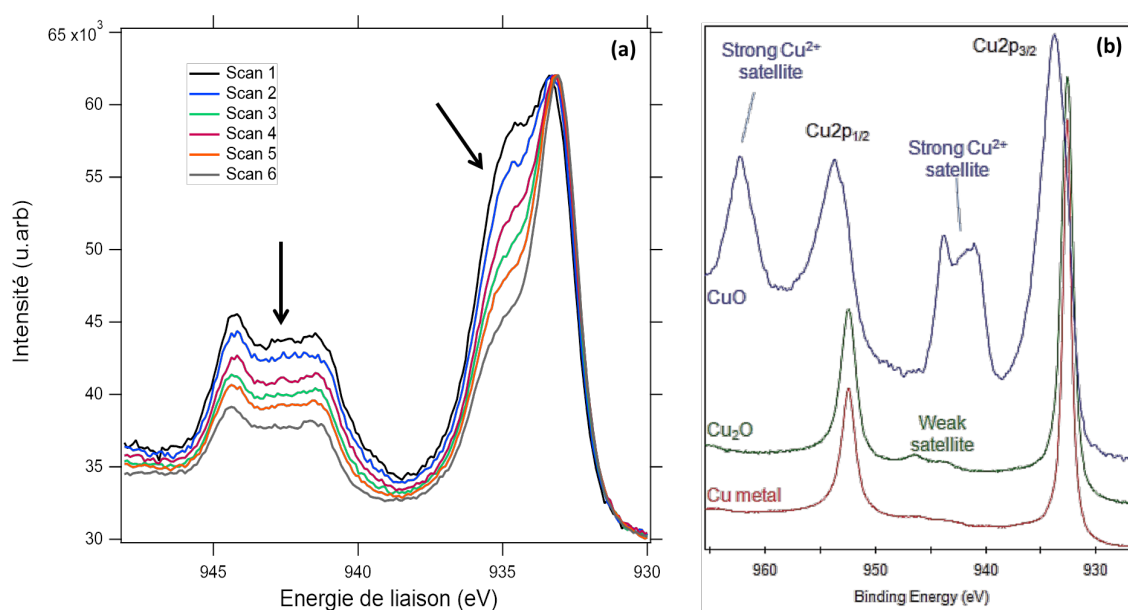 65 x10³
60
55
50
45
40
35
30
Intensité (u.arb)
945
940
935
930
Energie de liaison (eV)
(a)
Scan 1
Scan 2
Scan 3
Scan 4
Scan 5
Scan 6
(b)
Strong Cu²⁺
satellite
Cu2p₁/₂
Strong Cu²⁺
satellite
Cu2p₃/₂
CuO
Cu₂O
Weak
satellite
Cu metal
960
950
940
930
Binding Energy (eV)